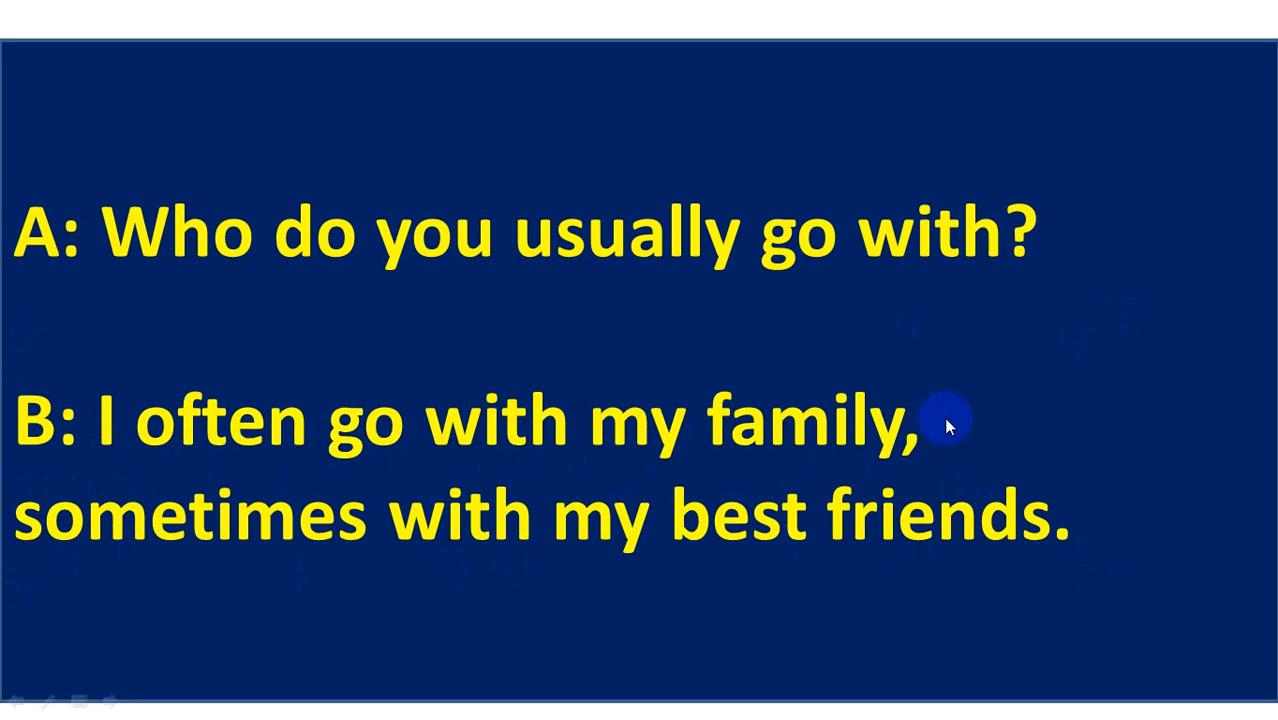 A: Who do you usually go with?
B: I often go with my family,
sometimes with my best friends.